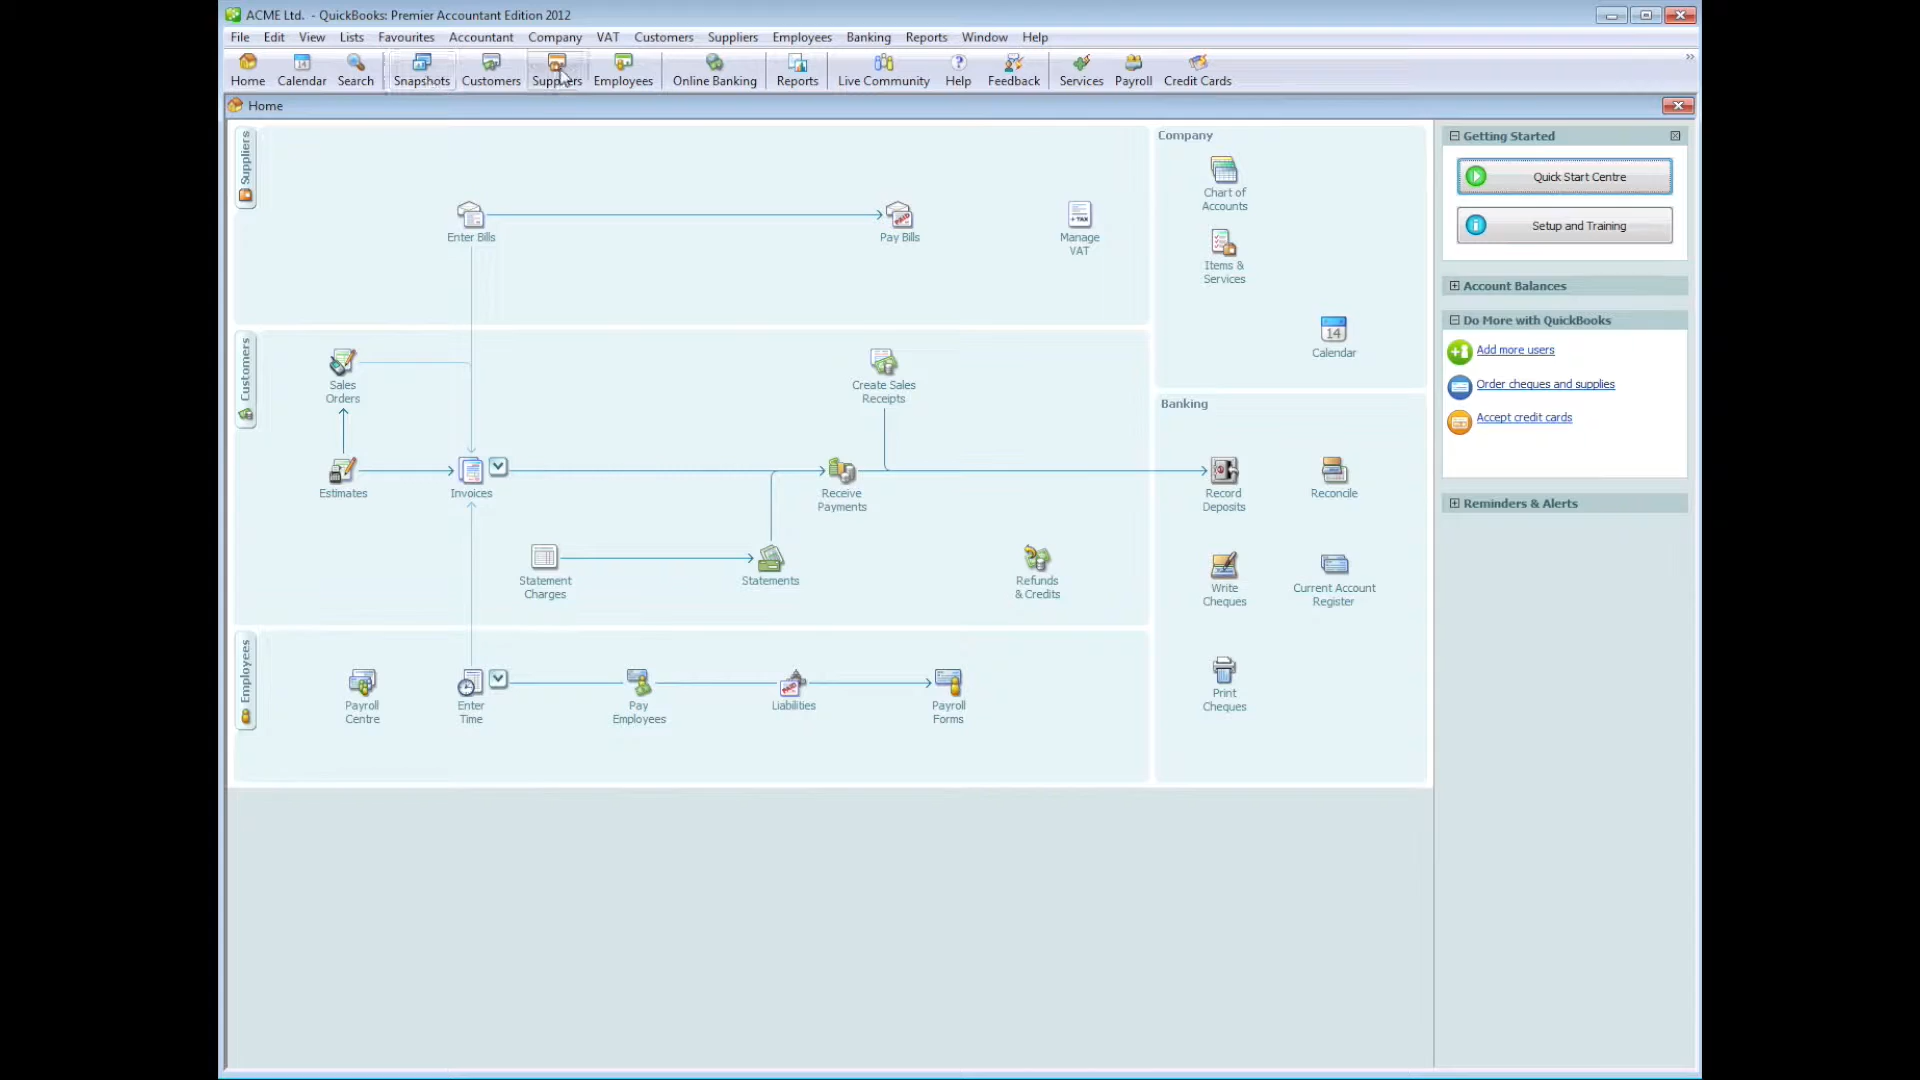 ACME Ltd. - QuickBooks: Premier Accountant Edition 2012
File Edit View Lists Favourites Accountant Company VAT Customers Suppliers Employees Banking Reports Window Help
Home Calendar Search Snapshots Customers Suppliers Employees Online Banking Reports Live Community Help Feedback Services Payroll Credit Cards
Home
Suppliers
Enter Bills
Pay Bills
Manage
VAT
Customers
Sales
Orders
Create Sales
Receipts
Estimates
Invoices
Receive
Payments
Statement
Charges
Statements
Refunds
& Credits
Employees
Payroll
Centre
Enter
Time
Pay
Employees
Liabilities
Payroll
Forms
Company
Chart of
Accounts
Items &
Services
14
Calendar
Banking
Record
Deposits
Reconcile
Write
Cheques
Current Account
Register
Print
Cheques
Getting Started
Quick Start Centre
Setup and Training
Account Balances
Do More with QuickBooks
Add more users
Order cheques and supplies
Accept credit cards
Reminders & Alerts